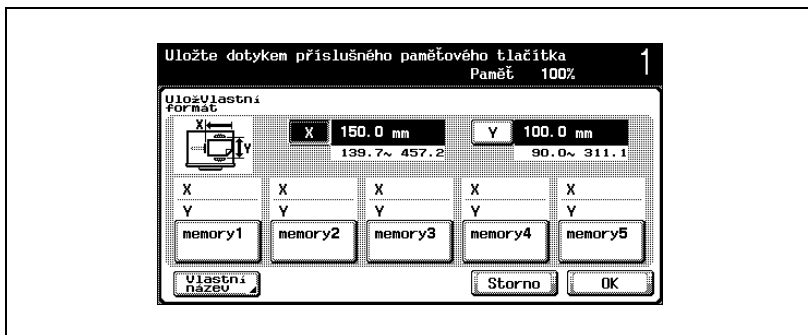 Uložte dotykem příslušného paměťového tlačítka
Paměť 100% 1
UložVlastní
formát
X
Y
X 150.0 mm Y 100.0 mm
139.7~ 457.2 90.0~ 311.1
X X X X X
Y Y Y Y Y
memory1 memory2 memory3 memory4 memory5
Vlastní
název
Storno OK